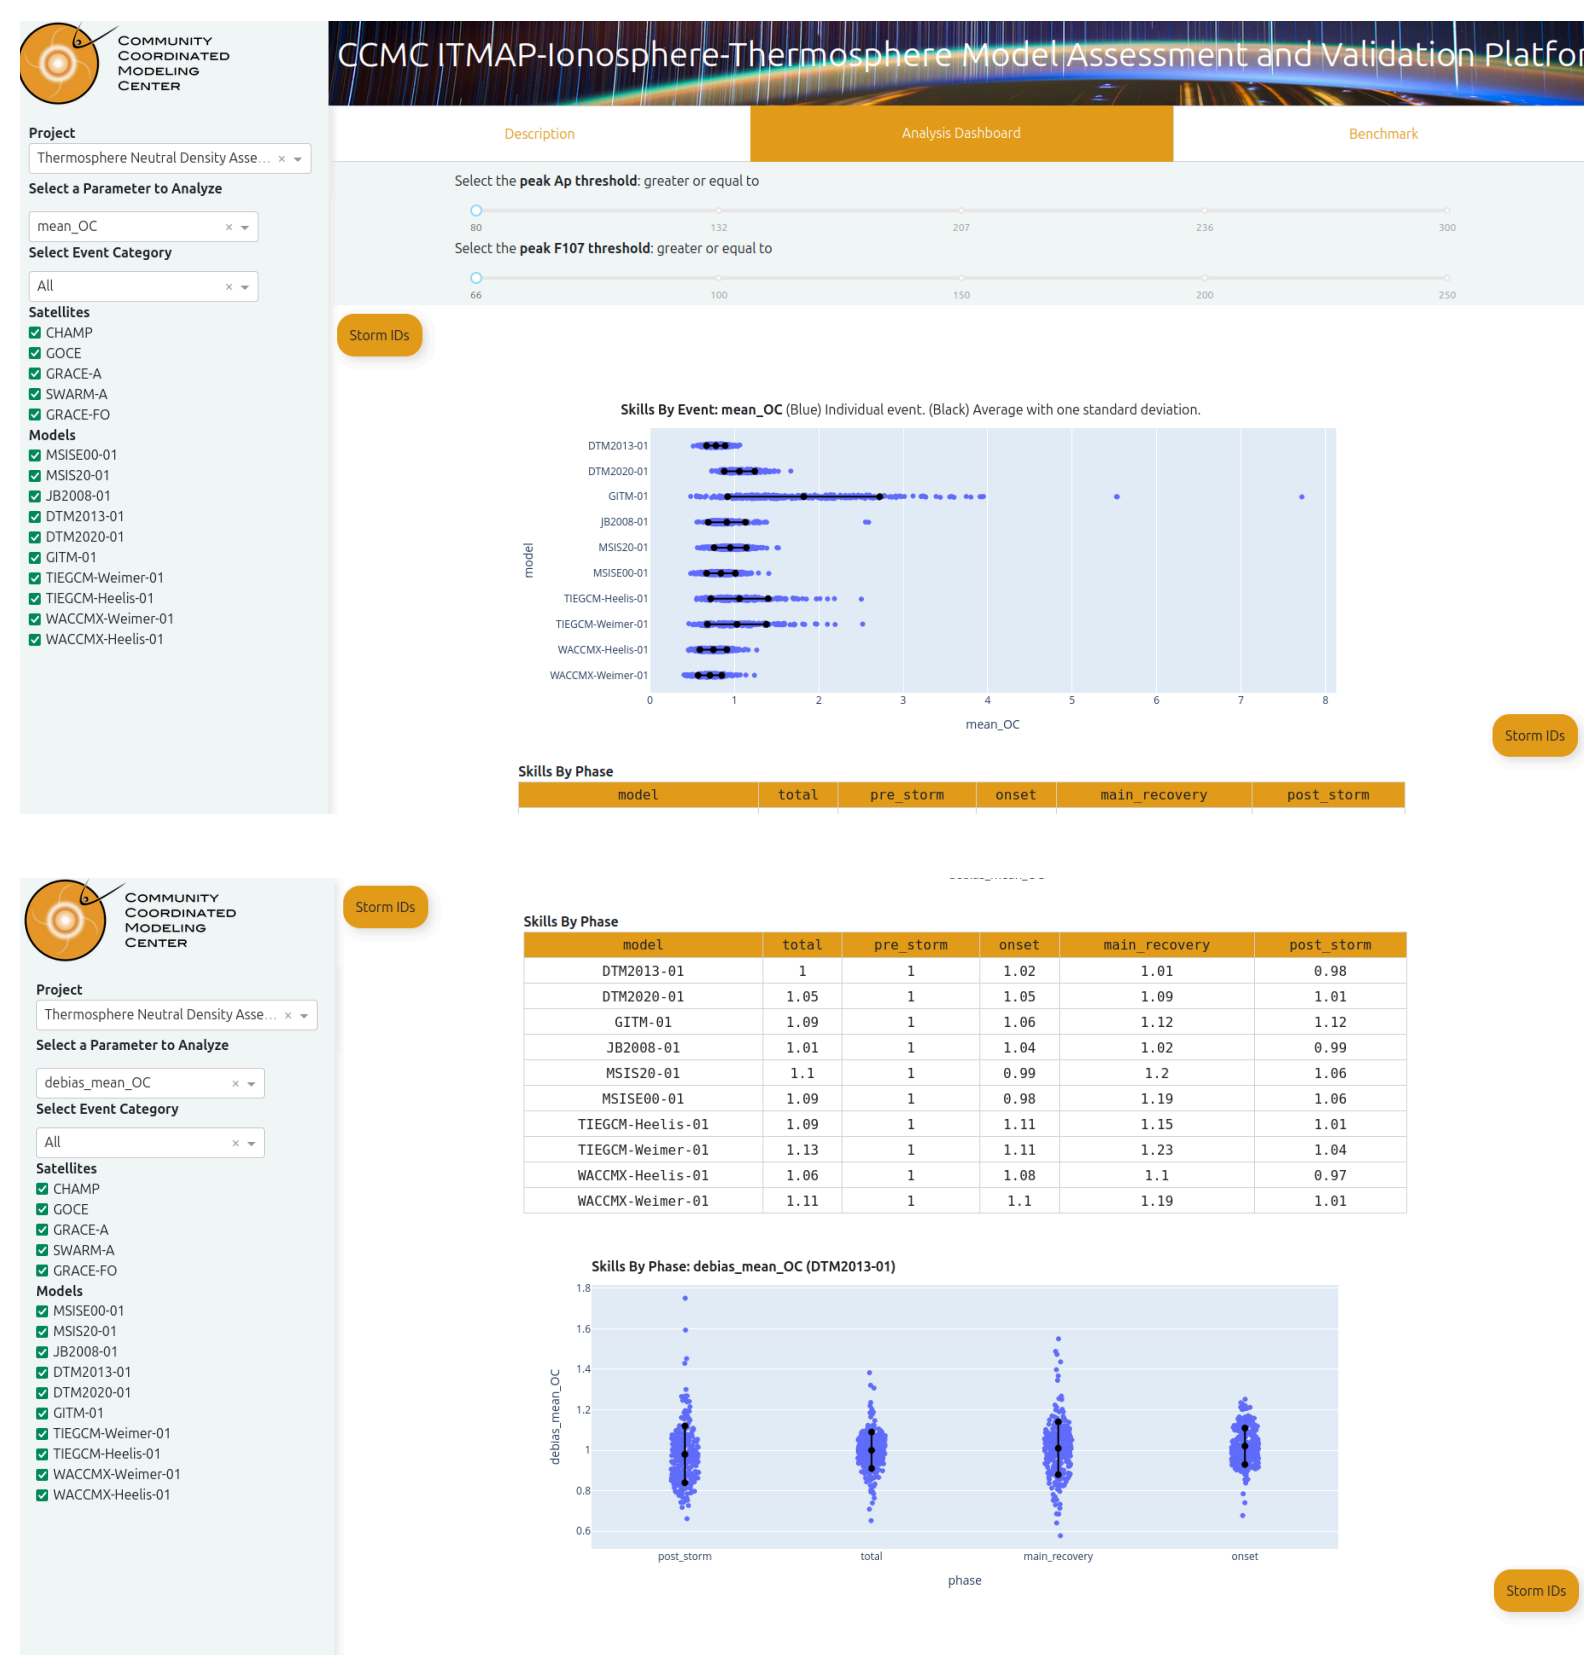 COMMUNITY
COORDINATED
MODELING
CENTER
CCMC ITMAP-Ionosphere-Thermosphere Model Assessment and Validation Platfor
Description
Analysis Dashboard
Benchmark
Project
Thermosphere Neutral Density Asse... ×
Select a Parameter to Analyze
mean_OC ×
Select Event Category
All ×
Satellites
CHAMP
GOCE
GRACE-A
SWARM-A
GRACE-FO
Models
MSISE00-01
MSIS20-01
JB2008-01
DTM2013-01
DTM2020-01
GITM-01
TIEGCM-Weimer-01
TIEGCM-Heelis-01
WACCMX-Weimer-01
WACCMX-Heelis-01
Select the peak Ap threshold: greater or equal to
80 132 207 236 300
Select the peak F107 threshold: greater or equal to
66 100 150 200 250
Storm IDs
Skills By Event: mean_OC (Blue) Individual event. (Black) Average with one standard deviation.
DTM2013-01
DTM2020-01
GITM-01
JB2008-01
MSIS20-01
MSISE00-01
TIEGCM-Heelis-01
TIEGCM-Weimer-01
WACCMX-Heelis-01
WACCMX-Weimer-01
model
0 1 2 3 4 5 6 7 8
mean_OC
Storm IDs
Skills By Phase
model total pre_storm onset main_recovery post_storm
COMMUNITY
COORDINATED
MODELING
CENTER
Project
Thermosphere Neutral Density Asse... ×
Select a Parameter to Analyze
debias_mean_OC ×
Select Event Category
All ×
Satellites
CHAMP
GOCE
GRACE-A
SWARM-A
GRACE-FO
Models
MSISE00-01
MSIS20-01
JB2008-01
DTM2013-01
DTM2020-01
GITM-01
TIEGCM-Weimer-01
TIEGCM-Heelis-01
WACCMX-Weimer-01
WACCMX-Heelis-01
Storm IDs
Skills By Phase
model total pre_storm onset main_recovery post_storm
DTM2013-01 1 1 1.02 1.01 0.98
DTM2020-01 1.05 1 1.05 1.09 1.01
GITM-01 1.09 1 1.06 1.12 1.12
JB2008-01 1.01 1 1.04 1.02 0.99
MSIS20-01 1.1 1 0.99 1.2 1.06
MSISE00-01 1.09 1 0.98 1.19 1.06
TIEGCM-Heelis-01 1.09 1 1.11 1.15 1.01
TIEGCM-Weimer-01 1.13 1 1.11 1.23 1.04
WACCMX-Heelis-01 1.06 1 1.08 1.1 0.97
WACCMX-Weimer-01 1.11 1 1.1 1.19 1.01
Skills By Phase: debias_mean_OC (DTM2013-01)
1.8
1.6
1.4
1.2
1
0.8
0.6
debias_mean_OC
post_storm total main_recovery onset
phase
Storm IDs